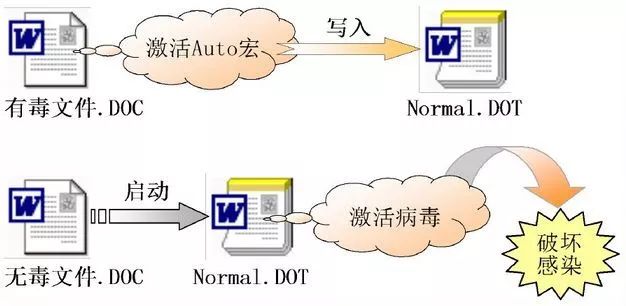 激活Auto宏
写入
有毒文件.DOC
Normal.DOT
启动
激活病毒
破坏
感染
无毒文件.DOC
Normal.DOT